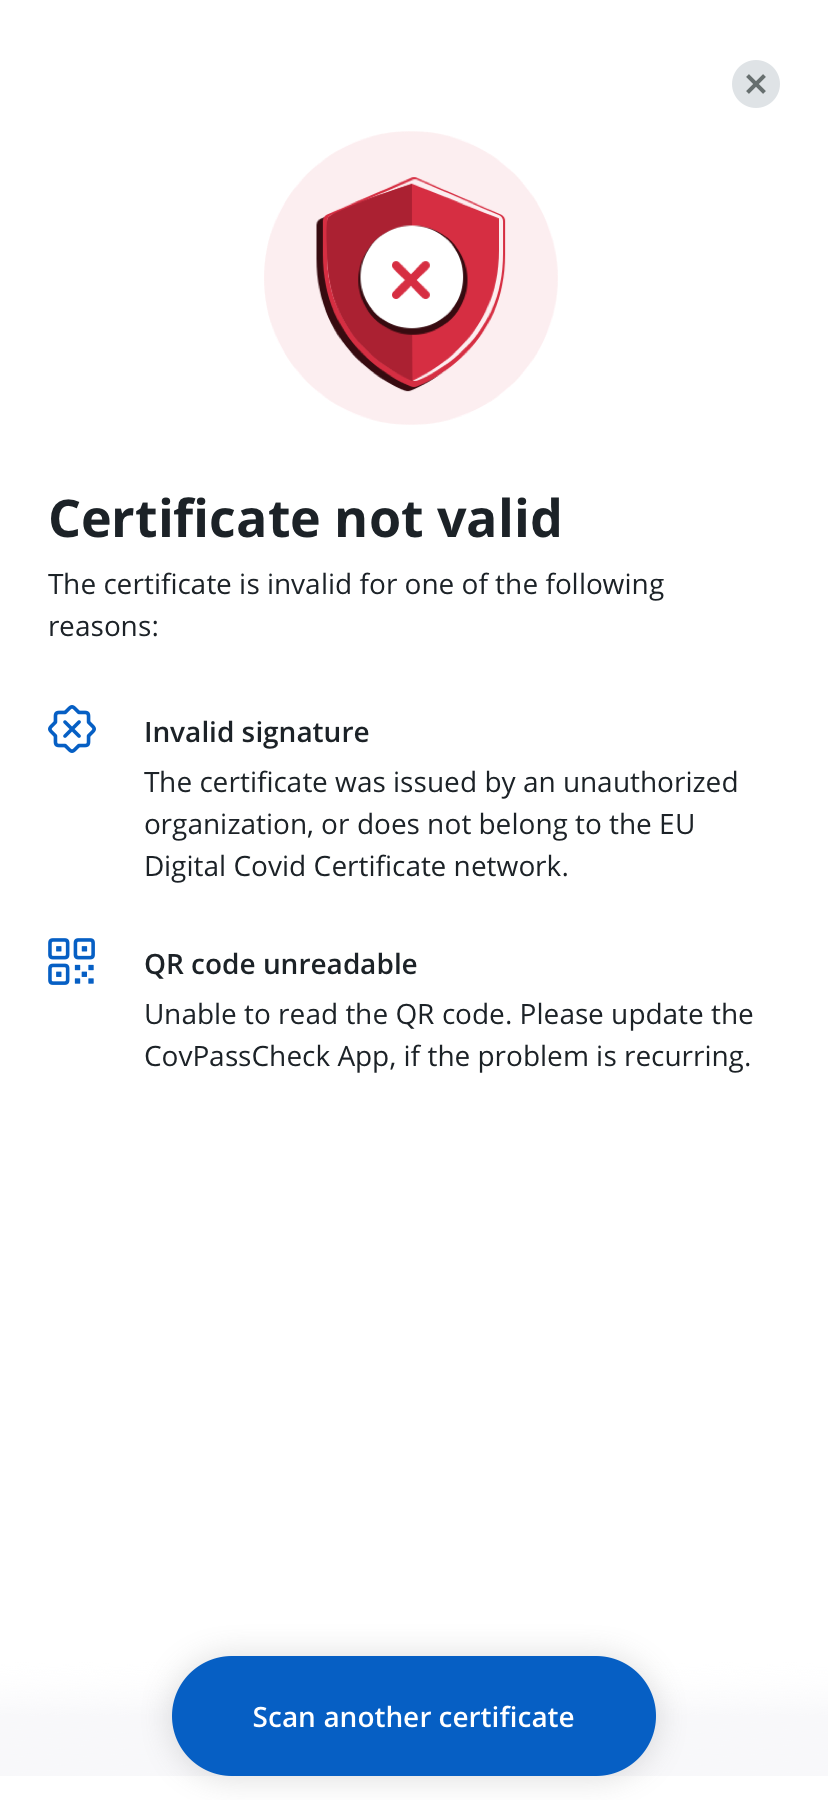 Certificate not valid
The certificate is invalid for one of the following
reasons:
Invalid signature
The certificate was issued by an unauthorized
organization, or does not belong to the EU
Digital Covid Certificate network.
QR code unreadable
Unable to read the QR code. Please update the
CovPassCheck App, if the problem is recurring.
Scan another certificate